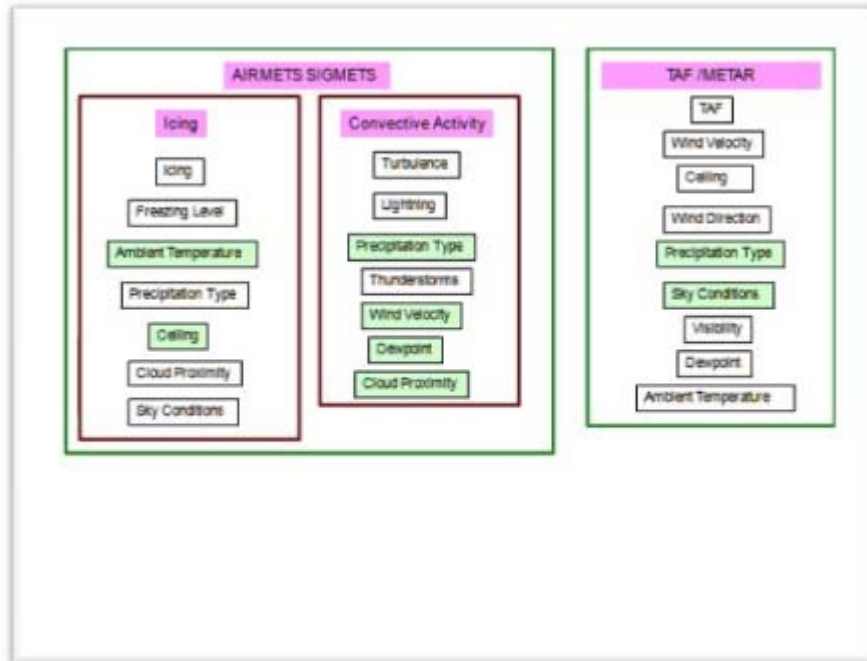 AIRMETS SIGMETS
Icing
Icing
Freezing Level
Ambient Temperature
Precipitation Type
Ceiling
Cloud Proximity
Sky Conditions
Convective Activity
Turbulence
Lightning
Precipitation Type
Thunderstorms
Wind Velocity
Dewpoint
Cloud Proximity
TAF /METAR
TAF
Wind Velocity
Ceiling
Wind Direction
Precipitation Type
Sky Conditions
Visibility
Dewpoint
Ambient Temperature